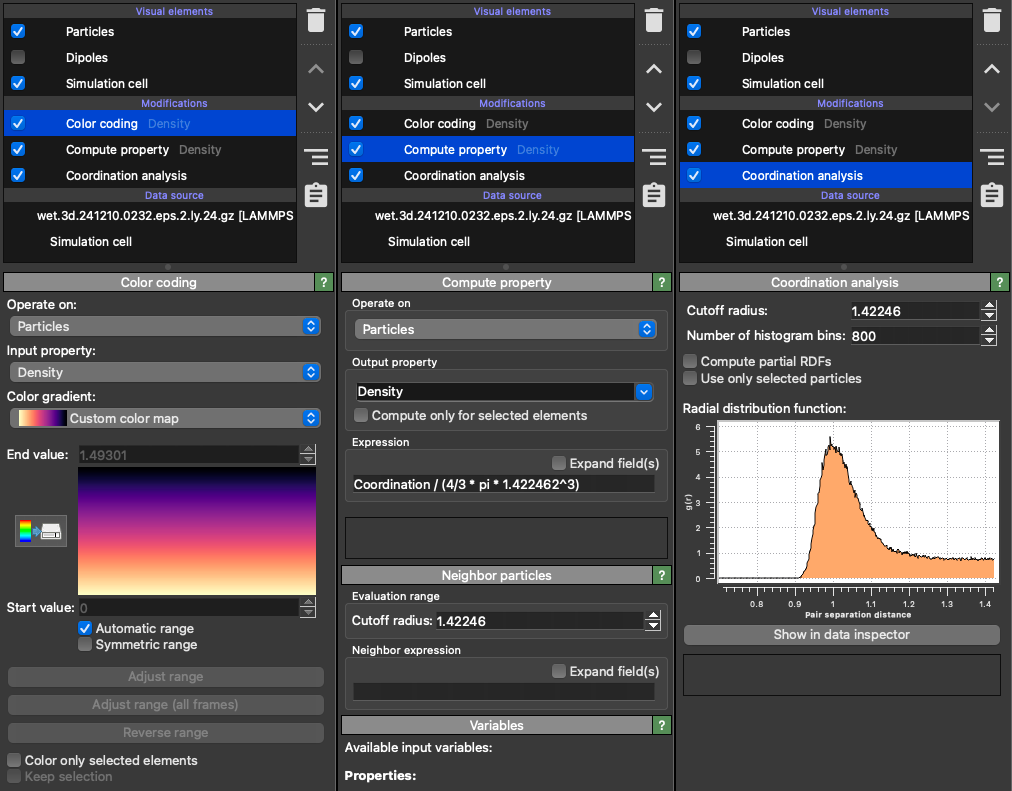 Visual elements
Particles
Dipoles
Simulation cell
Modifications
Color coding Density
Compute property Density
Coordination analysis
Data source
wet.3d.241210.0232.eps.2.ly.24.gz [LAMMPS
Simulation cell
Color coding
?
Operate on:
Particles
Input property:
Density
Color gradient:
Custom color map
End value: 1.49301
Start value: 0
Automatic range
Symmetric range
Adjust range
Adjust range (all frames)
Reverse range
Color only selected elements
Keep selection
Visual elements
Particles
Dipoles
Simulation cell
Modifications
Color coding Density
Compute property Density
Coordination analysis
Data source
wet.3d.241210.0232.eps.2.ly.24.gz [LAMMPS
Simulation cell
Compute property
?
Operate on
Particles
Output property
Density
Compute only for selected elements
Expression
Expand field(s)
Coordination / (4/3 * pi * 1.422462^3)
Neighbor particles
?
Evaluation range
Cutoff radius: 1.42246
Neighbor expression
Expand field(s)
Variables
?
Available input variables:
Properties:
Visual elements
Particles
Dipoles
Simulation cell
Modifications
Color coding Density
Compute property Density
Coordination analysis
Data source
wet.3d.241210.0232.eps.2.ly.24.gz [LAMMPS
Simulation cell
Coordination analysis
?
Cutoff radius: 1.42246
Number of histogram bins: 800
Compute partial RDFs
Use only selected particles
Radial distribution function:
6
5
4
3
2
1
0
g(r)
0.8 0.9 1 1.1 1.2 1.3 1.4
Pair separation distance
Show in data inspector